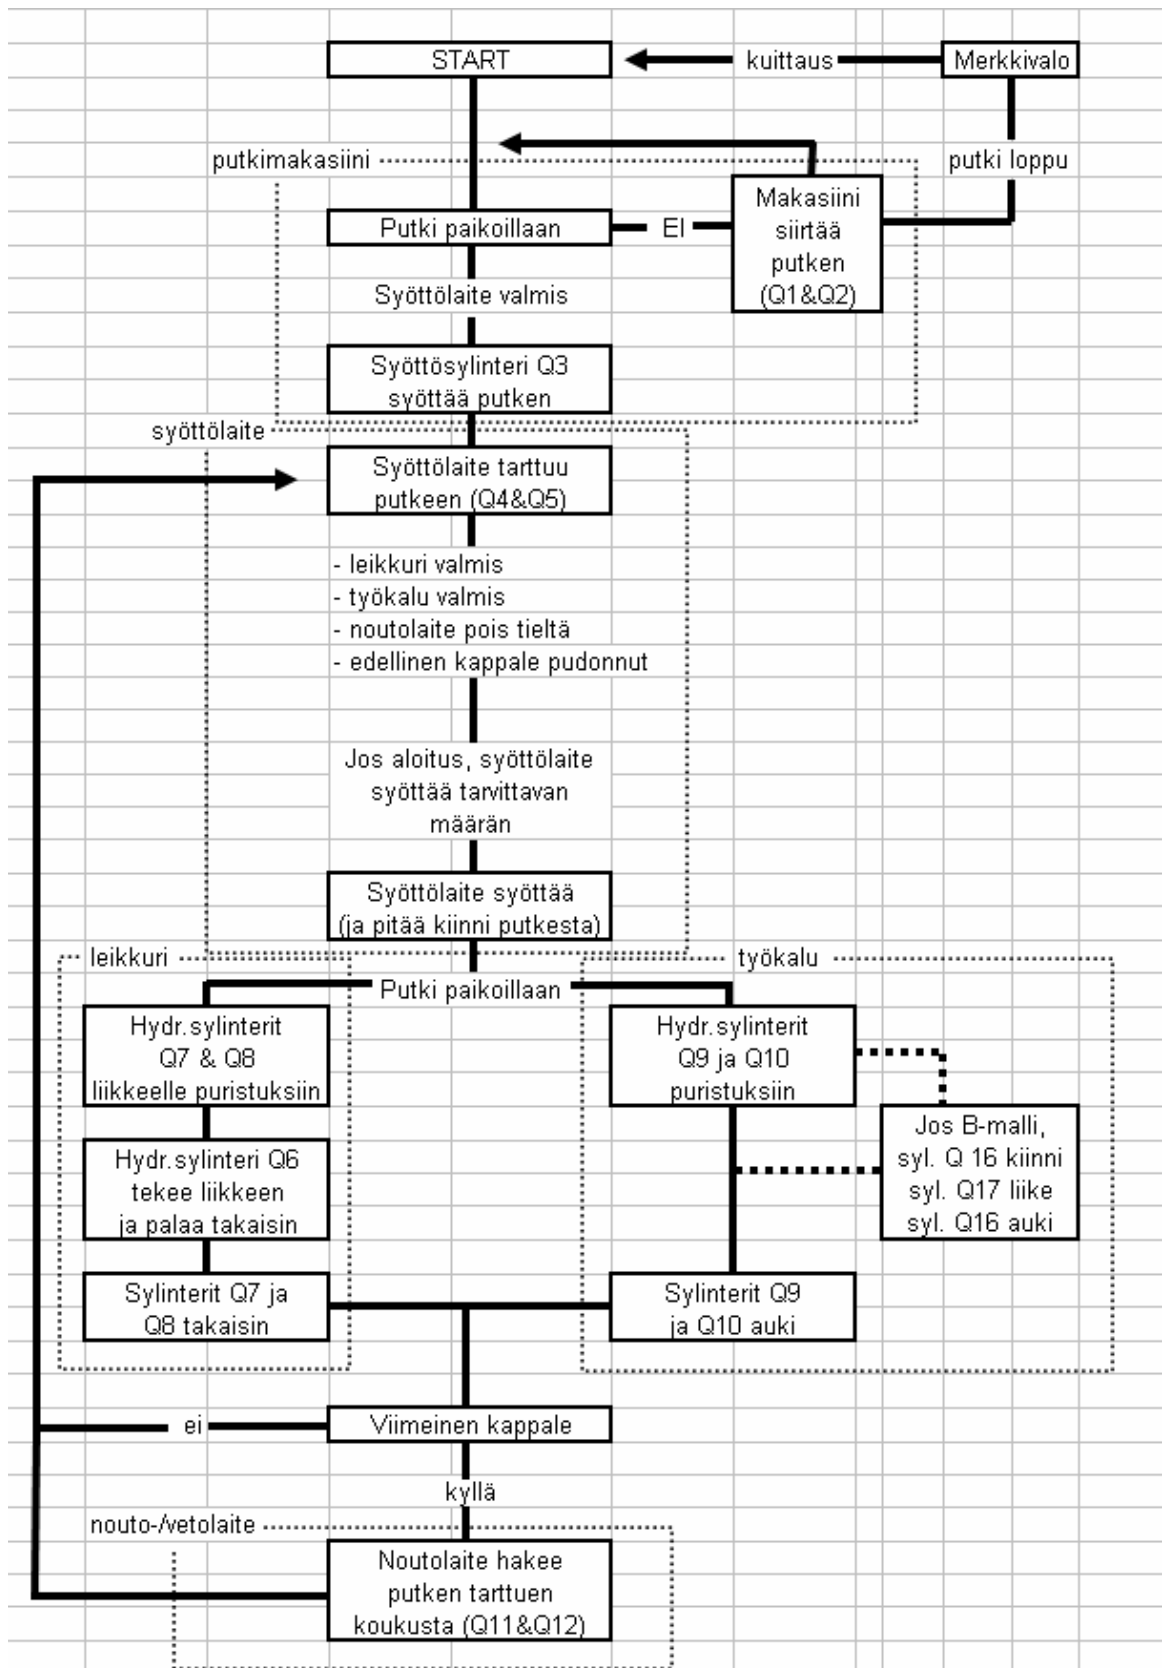 START
kuittaus
Merkkivalo
putkimakasiini
putki loppu
Makasiini
siirtää
putken
(Q1&Q2)
Putki paikoillaan
EI
Syöttölaite valmis
Syöttösylinteri Q3
syöttää putken
syöttölaite
Syöttölaite tarttuu
putkeen (Q4&Q5)
- leikkuri valmis
- työkalu valmis
- noutolaite pois tieltä
- edellinen kappale pudonnut
Jos aloitus, syöttölaite
syöttää tarvittavan
määrän
Syöttölaite syöttää
(ja pitää kiinni putkesta)
leikkuri
työkalu
Putki paikoillaan
Hydr.sylinterit
Q7 & Q8
liikkeelle puristuksiin
Hydr.sylinterit
Q9 ja Q10
puristuksiin
Jos B-malli,
syl. Q 16 kiinni
syl. Q17 liike
syl. Q16 auki
Hydr.sylinteri Q6
tekee liikkeen
ja palaa takaisin
Sylinterit Q7 ja
Q8 takaisin
Sylinterit Q9
ja Q10 auki
ei
Viimeinen kappale
kyllä
nouto-/vetolaite
Noutolaite hakee
putken tarttuen
koukusta (Q11&Q12)